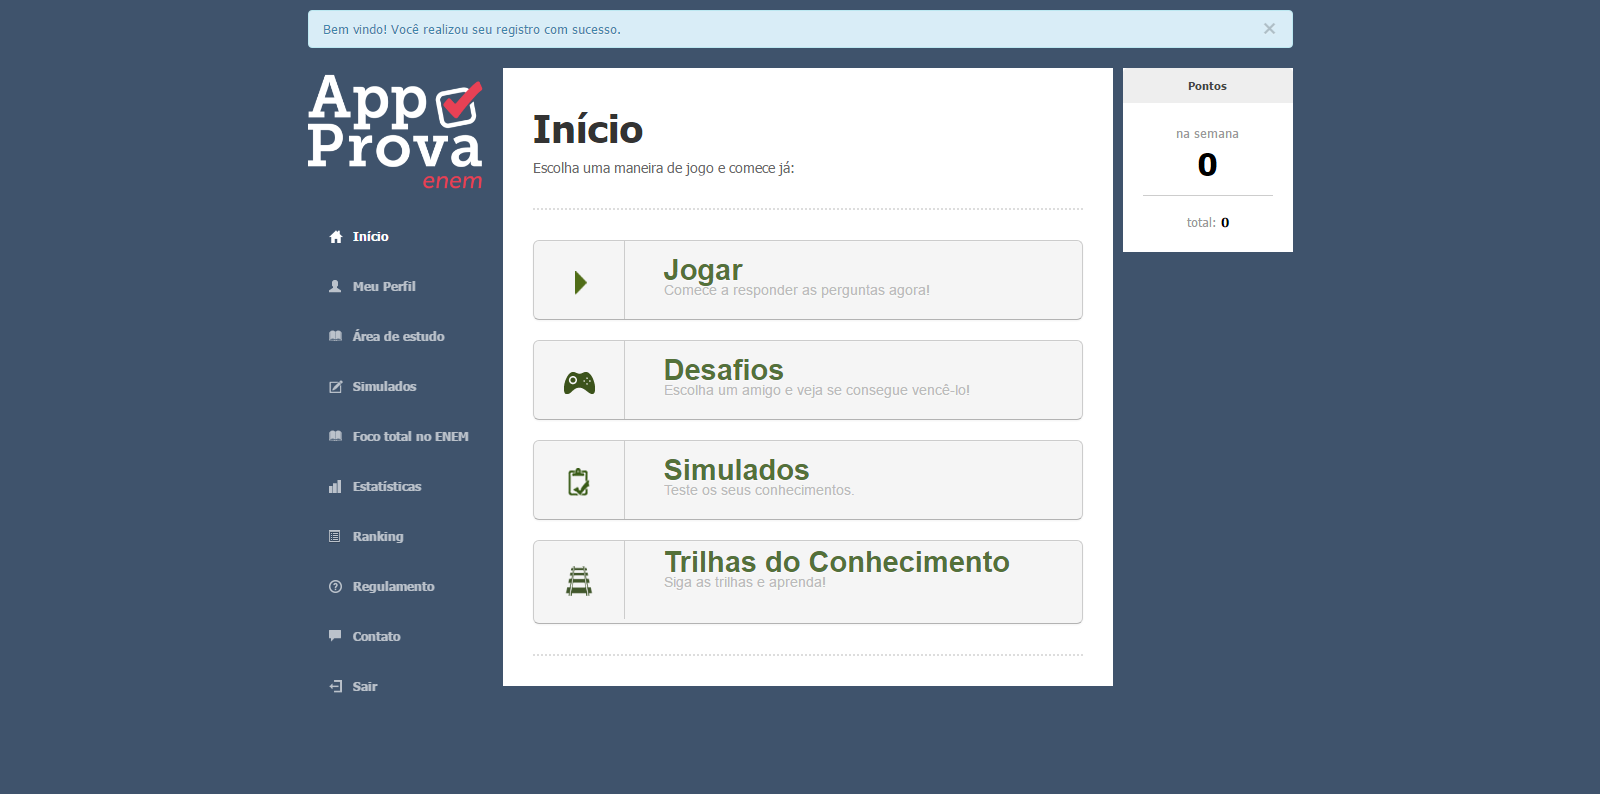 Bem vindo! Você realizou seu registro com sucesso.
×
App
Prova
enem
Início
Meu Perfil
Área de estudo
Simulados
Foco total no ENEM
Estatísticas
Ranking
Regulamento
Contato
Sair
Início
Escolha uma maneira de jogo e comece já:
Jogar
Comece a responder as perguntas agora!
Desafios
Escolha um amigo e veja se consegue vencê-lo!
Simulados
Teste os seus conhecimentos.
Trilhas do Conhecimento
Siga as trilhas e aprenda!
Pontos
na semana
0
total: 0